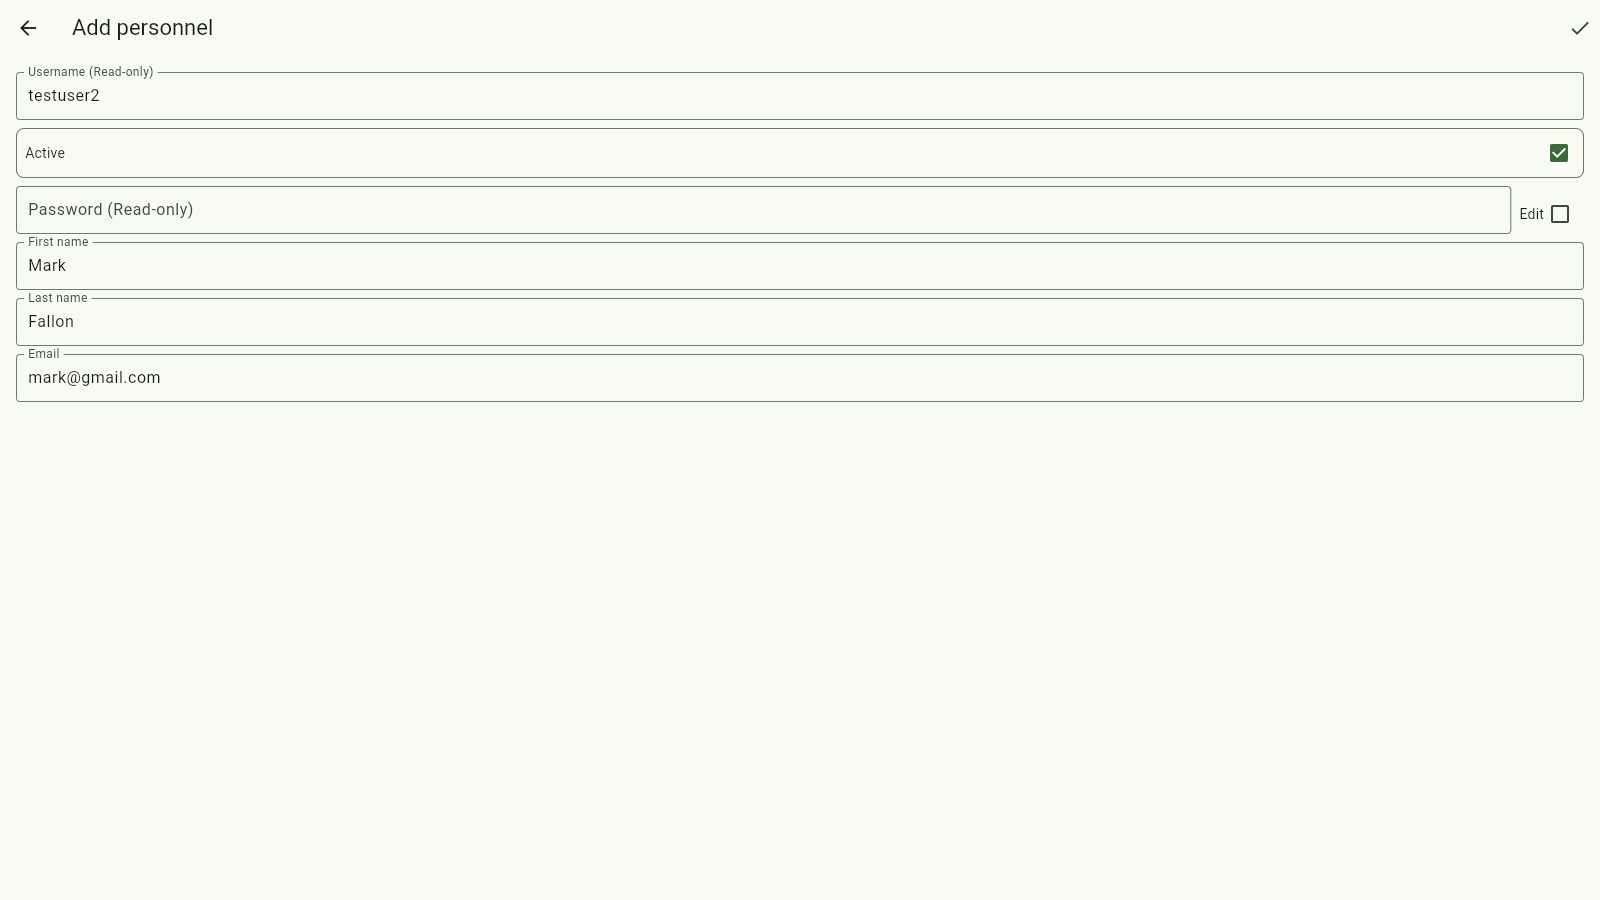 Add personnel
Username (Read-only)
testuser2
Active
Password (Read-only)
Edit
First name
Mark
Last name
Fallon
Email
mark@gmail.com